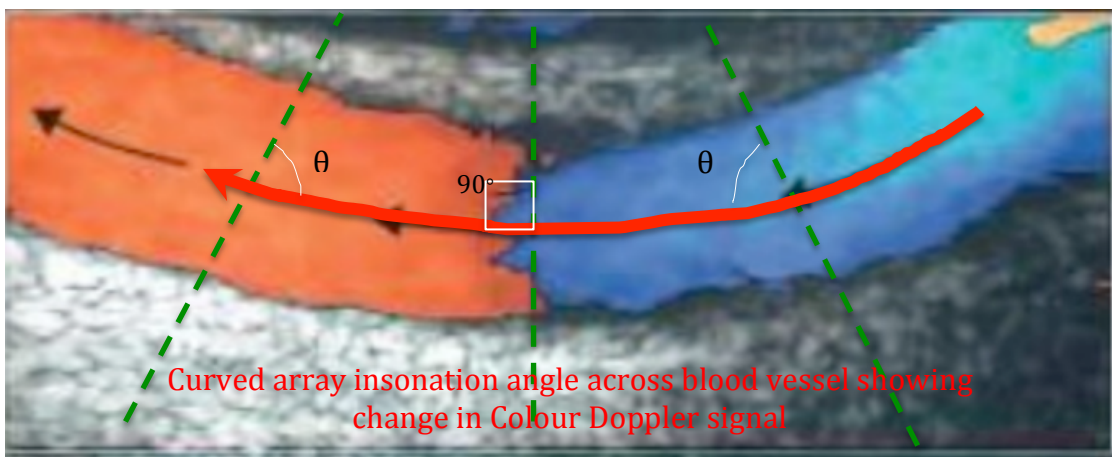 θ
90°
θ
Curved array insonation angle across blood vessel showing
change in Colour Doppler signal